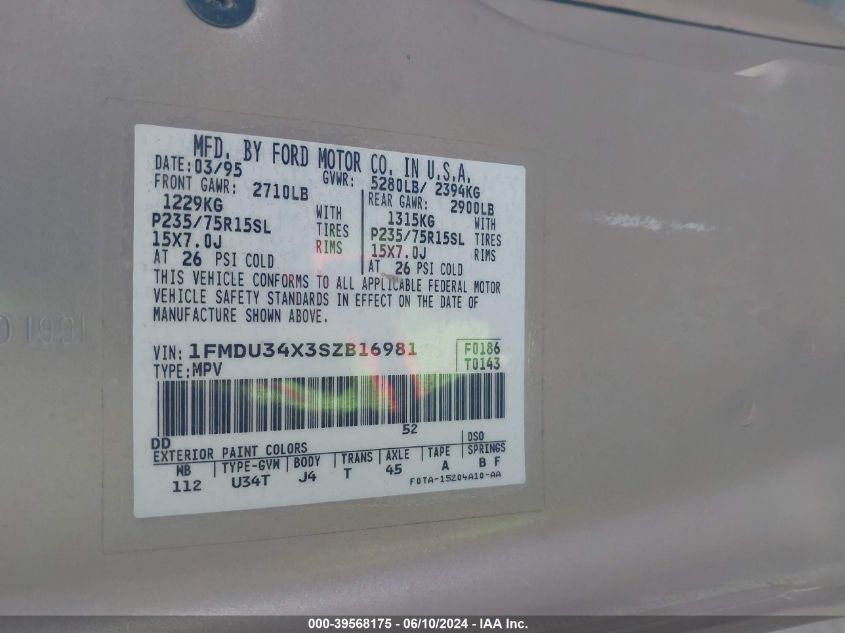 MFD. BY FORD MOTOR CO. IN U.S.A.
DATE: 03/95 GVWR: 5280LB/ 2394KG
FRONT GAWR: 2710LB REAR GAWR: 2900LB
1229KG WITH 1315KG WITH
P235/75R15SL TIRES P235/75R15SL TIRES
15X7.0J RIMS 15X7.0J RIMS
AT 26 PSI COLD AT 26 PSI COLD
THIS VEHICLE CONFORMS TO ALL APPLICABLE FEDERAL MOTOR
VEHICLE SAFETY STANDARDS IN EFFECT ON THE DATE OF
MANUFACTURE SHOWN ABOVE.
VIN: 1FMDU34X3SZB16981 F0186
TYPE: MPV T0143
52
DD
EXTERIOR PAINT COLORS DSO
WB TYPE-GVW BODY TRANS AXLE TAPE SPRINGS
112 U34T J4 T 45 A B F
F0TA-15204A10-AA
000-39568175 - 06/10/2024 - IAA Inc.